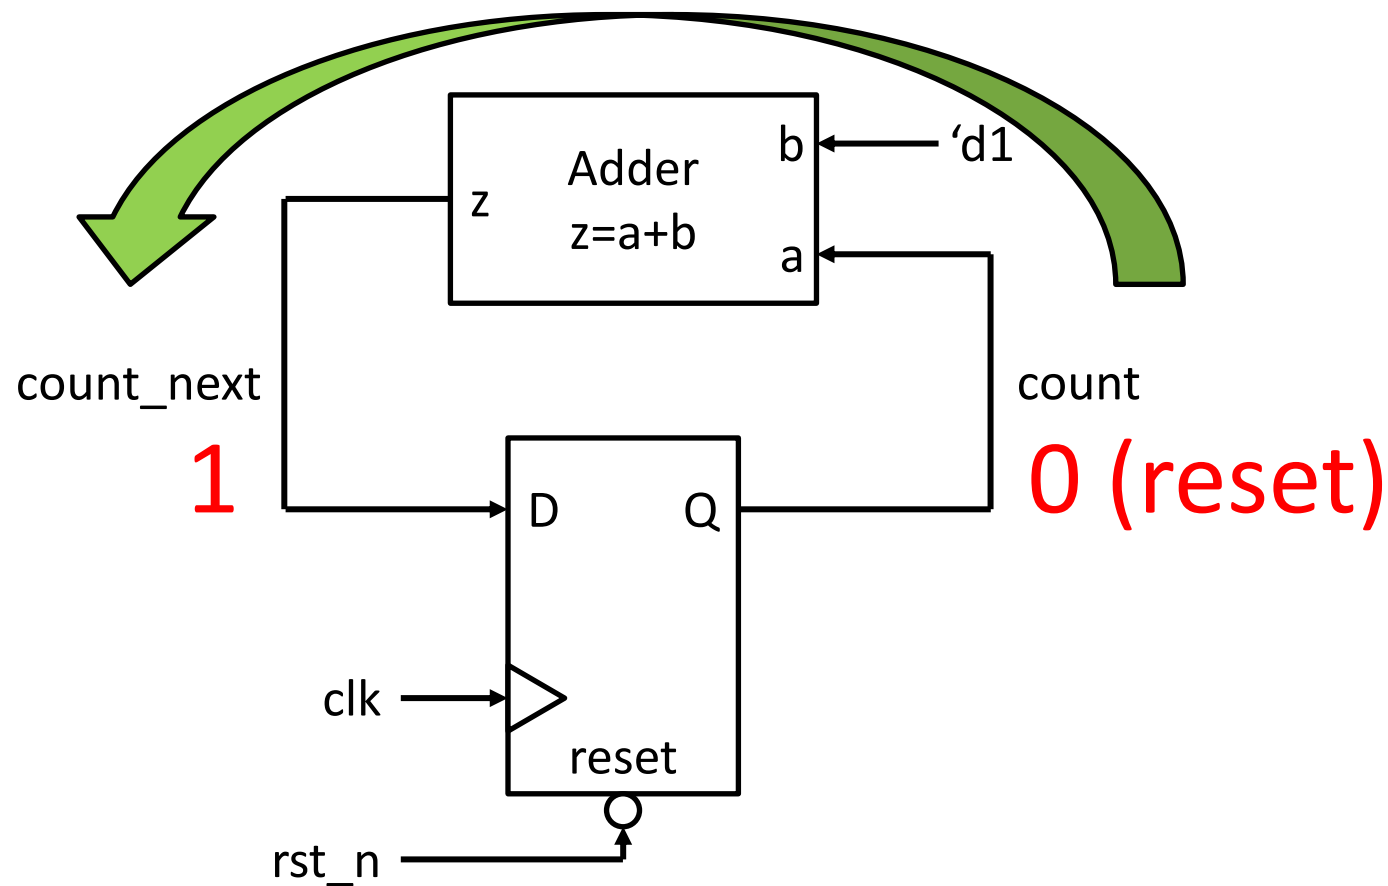 b
‘d1
Adder
z
z=a+b
a
count_next
count
1
0 (reset)
D
Q
clk
reset
rst_n